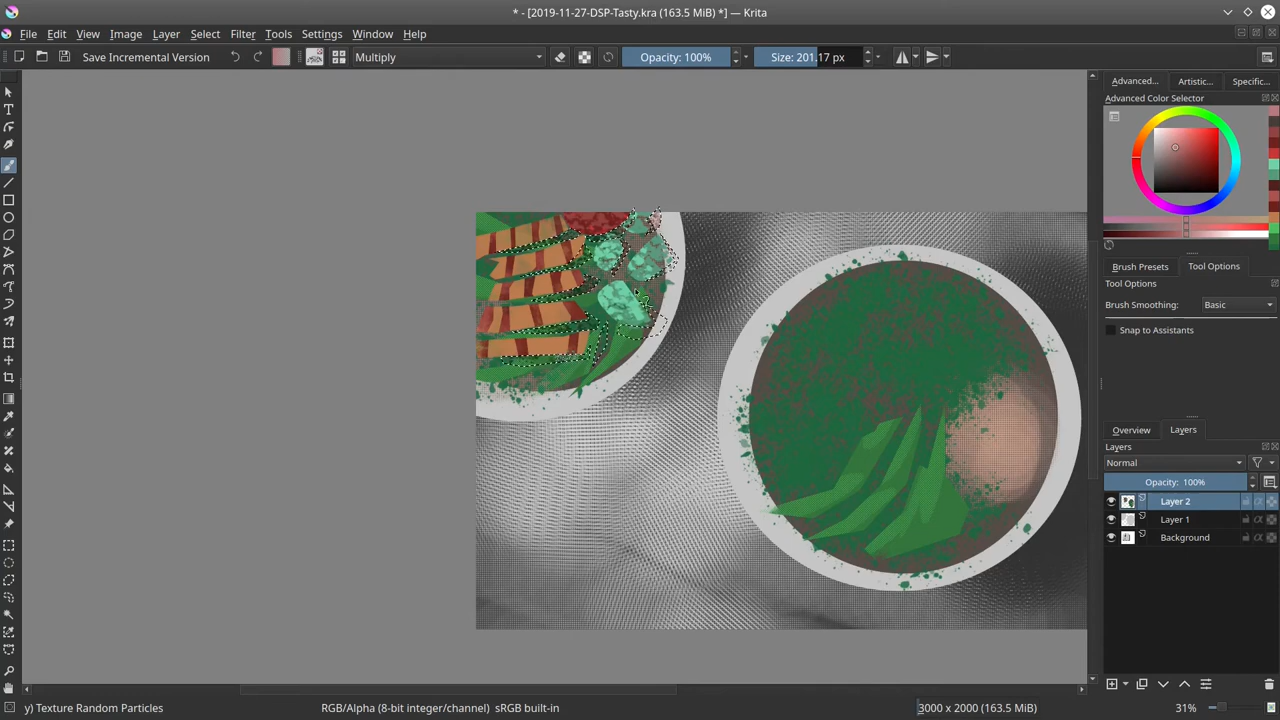 * - [2019-11-27-DSP-Tasty.kra (163.5 MiB) *] — Krita
File Edit View Image Layer Select Filter Tools Settings Window Help
Save Incremental Version Multiply Opacity: 100% Size: 201.17 px
Advanced... Artistic... Specific...
Advanced Color Selector
Brush Presets Tool Options
Tool Options
Brush Smoothing: Basic
Snap to Assistants
Overview Layers
Layers
Normal
Opacity: 100%
Layer 2
Layer 1
Background
y) Texture Random Particles RGB/Alpha (8-bit integer/channel) sRGB built-in 3000 x 2000 (163.5 MiB) 31%